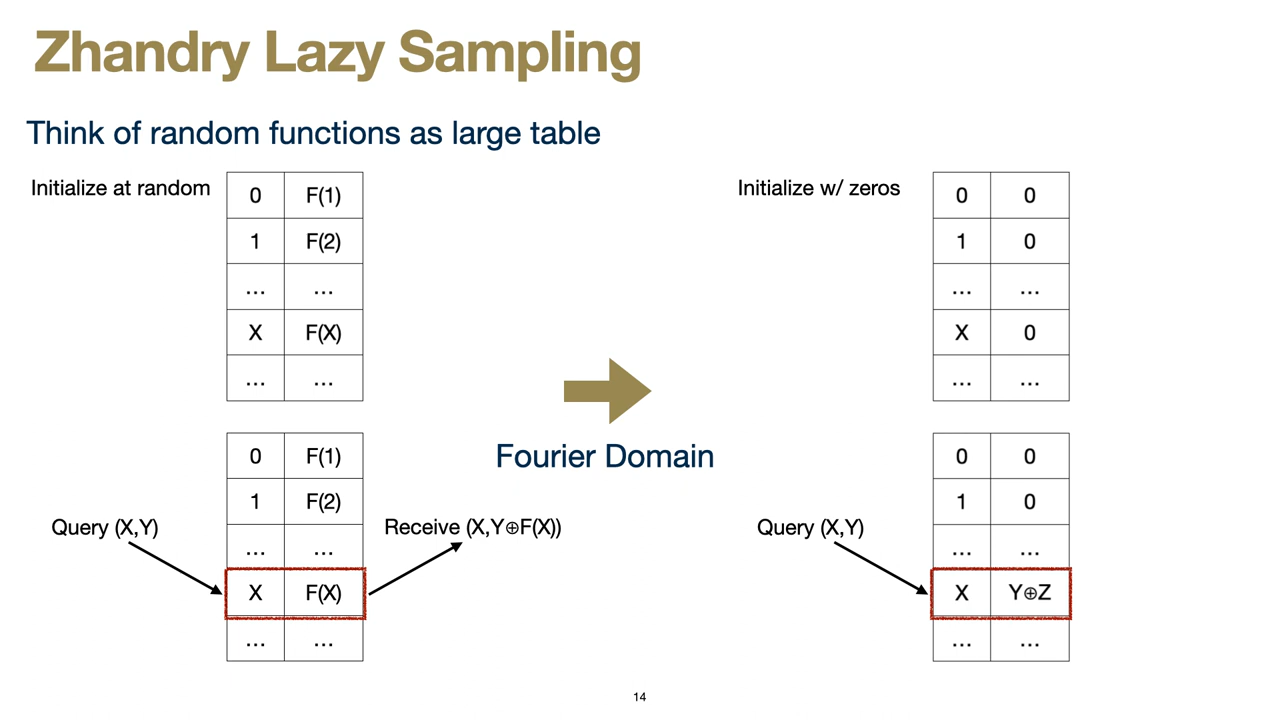 Zhandry Lazy Sampling
Think of random functions as large table
Initialize at random
0 F(1)
1 F(2)
... ...
X F(X)
... ...
Initialize w/ zeros
0 0
1 0
... ...
X 0
... ...
Fourier Domain
Query (X,Y)
0 F(1)
1 F(2)
... ...
X F(X)
... ...
Receive (X,Y⊕F(X))
Query (X,Y)
0 0
1 0
... ...
X Y⊕Z
... ...
14